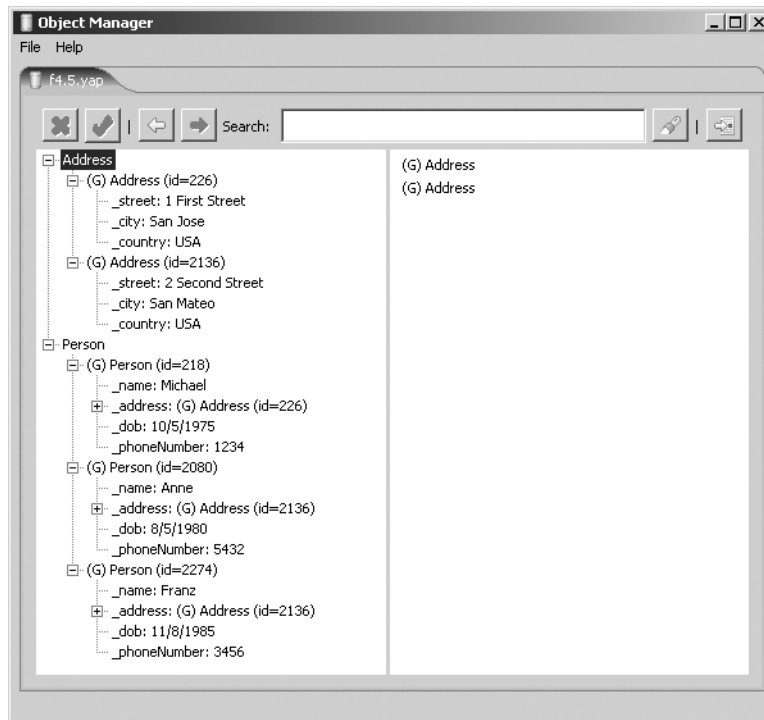 Object Manager
File Help
f4.5.yap
Search:
Address
(G) Address (id=226)
_street: 1 First Street
_city: San Jose
_country: USA
(G) Address (id=2136)
_street: 2 Second Street
_city: San Mateo
_country: USA
Person
(G) Person (id=218)
_name: Michael
_address: (G) Address (id=226)
_dob: 10/5/1975
_phoneNumber: 1234
(G) Person (id=2080)
_name: Anne
_address: (G) Address (id=2136)
_dob: 8/5/1980
_phoneNumber: 5432
(G) Person (id=2274)
_name: Franz
_address: (G) Address (id=2136)
_dob: 11/8/1985
_phoneNumber: 3456
(G) Address
(G) Address